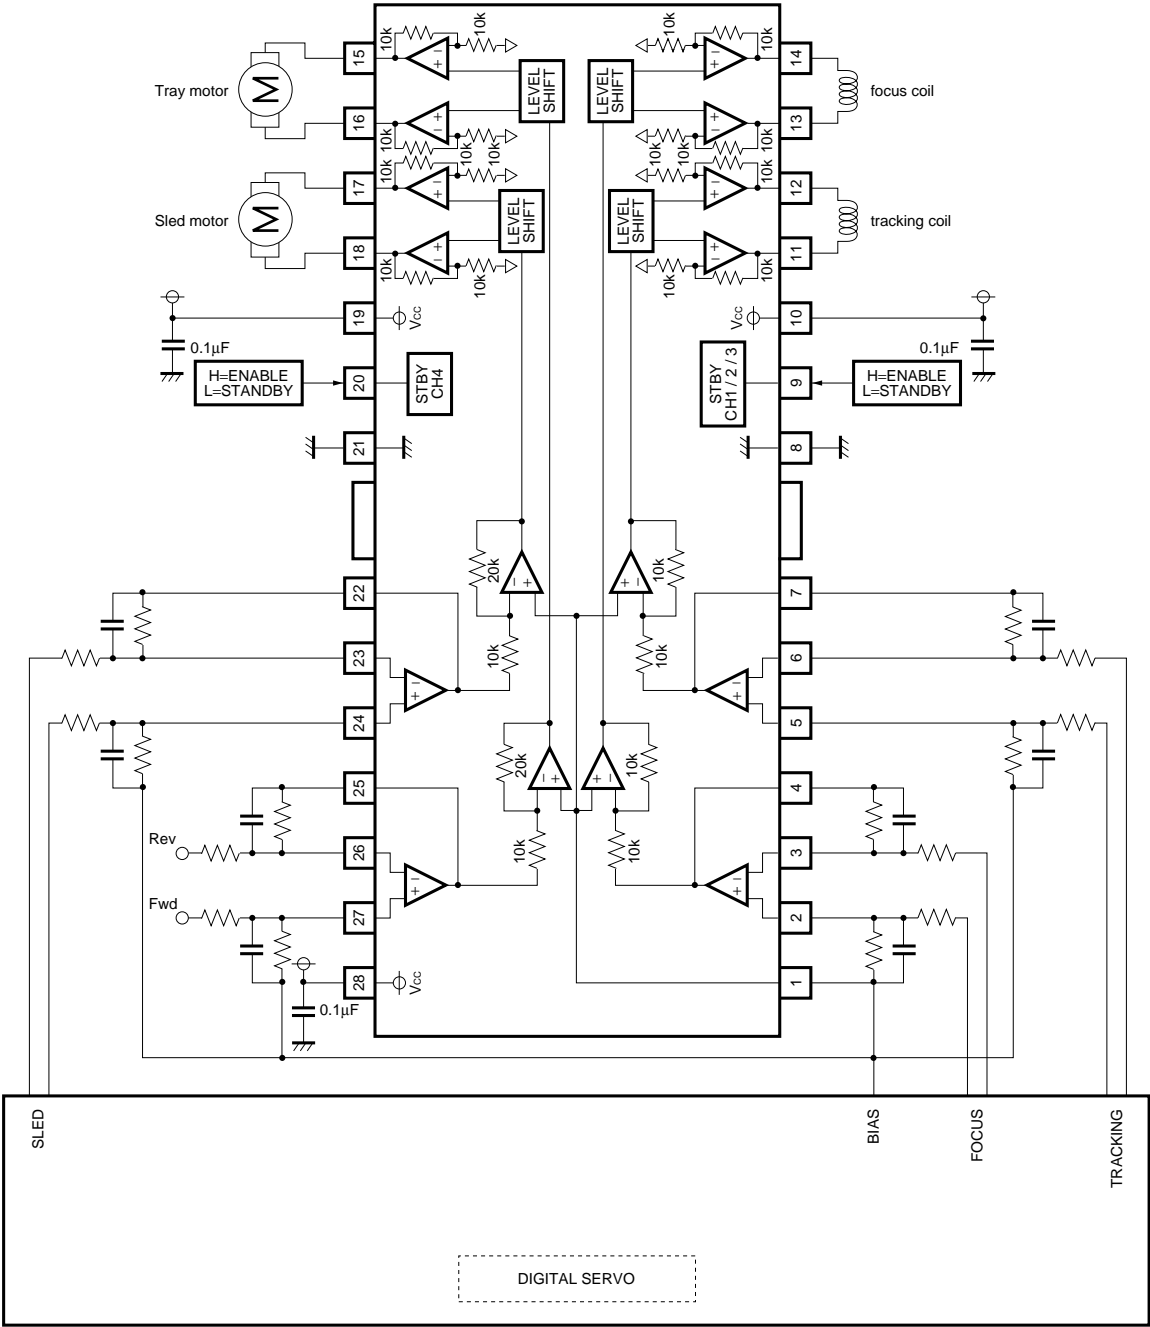 15
10k
10k
10k
10k
14
Tray motor
M
LEVEL
SHIFT
LEVEL
SHIFT
focus coil
16
10k
10k
10k
10k
13
17
10k
10k
10k
10k
12
Sled motor
M
LEVEL
SHIFT
LEVEL
SHIFT
tracking coil
18
10k
10k
10k
10k
11
19
Vcc
Vcc
10
0.1µF
0.1µF
H=ENABLE
L=STANDBY
20
STBY
CH4
STBY
CH1 / 2 / 3
9
H=ENABLE
L=STANDBY
21
8
20k
− +
+ −
10k
22
7
23
10k
10k
6
− +
− +
24
5
20k
− +
+ −
10k
25
4
Rev
26
10k
10k
3
− +
− +
Fwd
27
2
28
Vcc
1
0.1µF
SLED
BIAS
FOCUS
TRACKING
DIGITAL SERVO